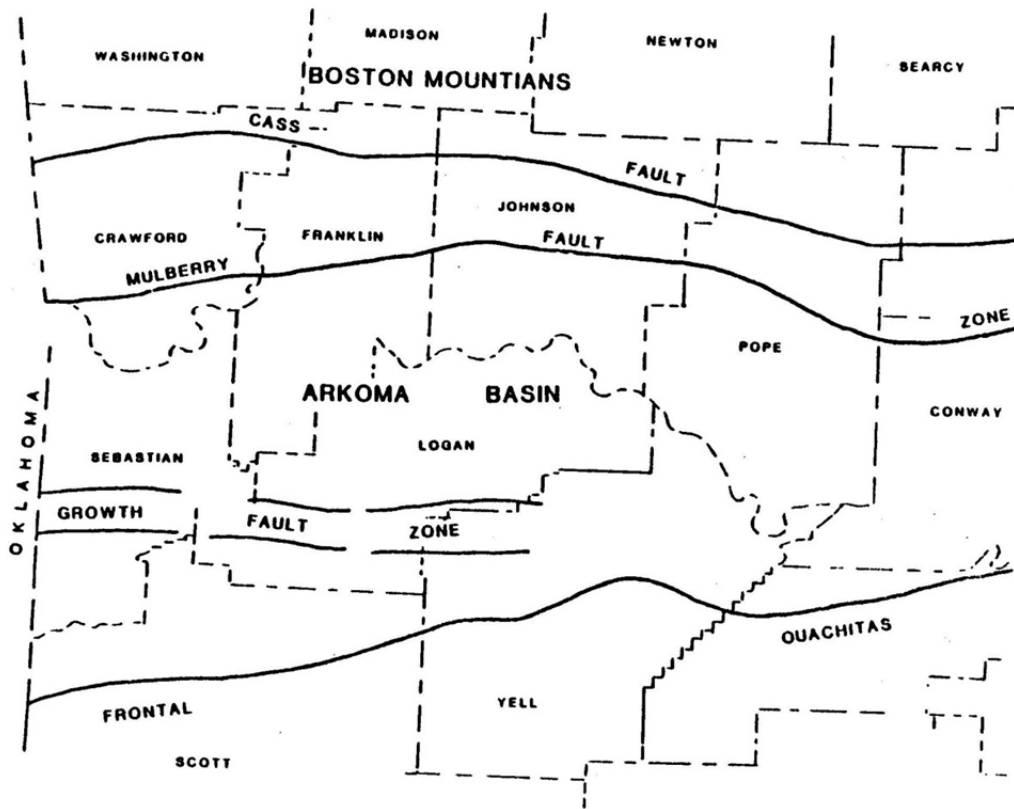 WASHINGTON
MADISON
NEWTON
SEARCY
BOSTON MOUNTIANS
CASS
FAULT
CRAWFORD
FRANKLIN
JOHNSON
MULBERRY
FAULT
ZONE
POPE
ARKOMA BASIN
CONWAY
OKLAHOMA
SEBASTIAN
LOGAN
GROWTH
FAULT
ZONE
OUACHITAS
FRONTAL
YELL
SCOTT